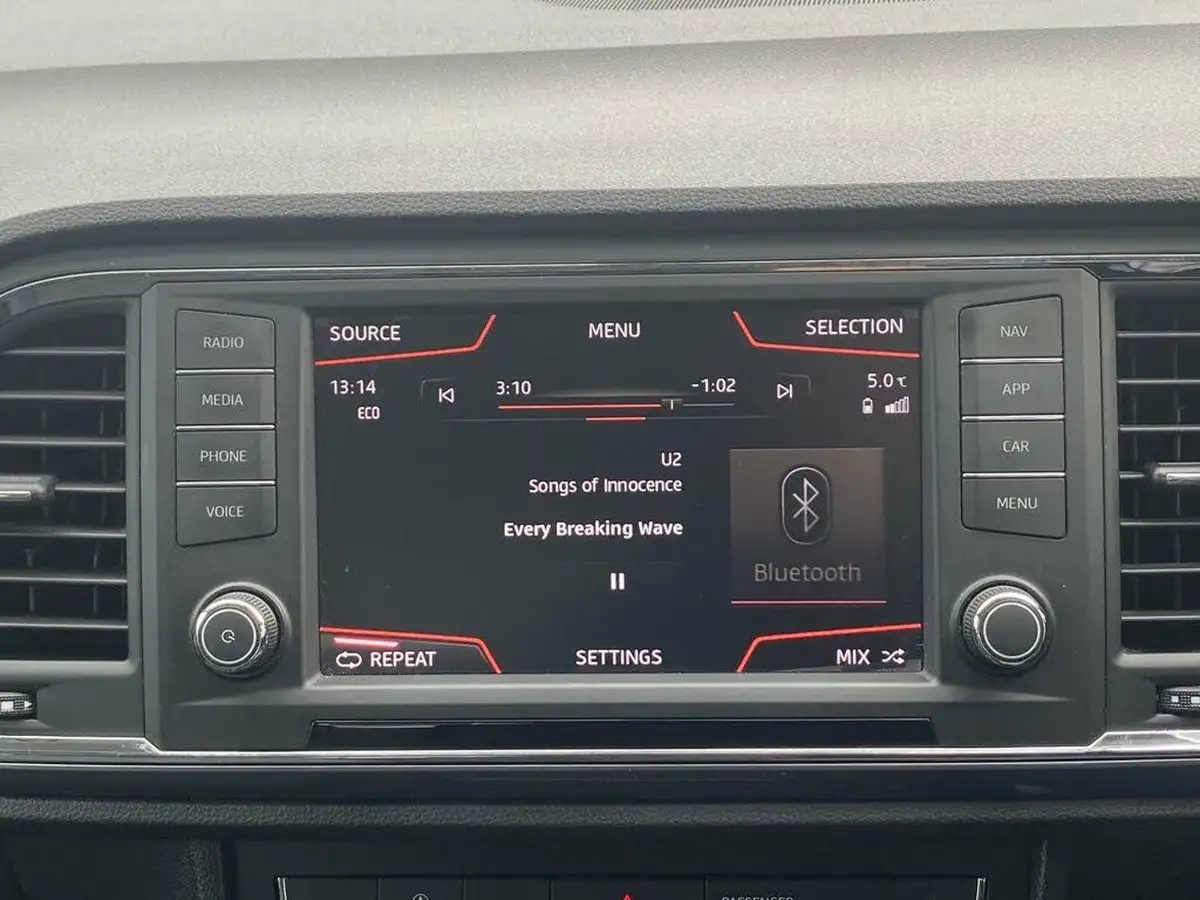 RADIO
MEDIA
PHONE
VOICE
SOURCE
MENU
SELECTION
13:14
ECO
3:10
-1:02
5.0 °C
U2
Songs of Innocence
Every Breaking Wave
Bluetooth
REPEAT
SETTINGS
MIX
NAV
APP
CAR
MENU
PASSENGER